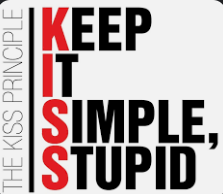 THE KISS PRINCIPLE
KEEP
IT
SIMPLE,
STUPID